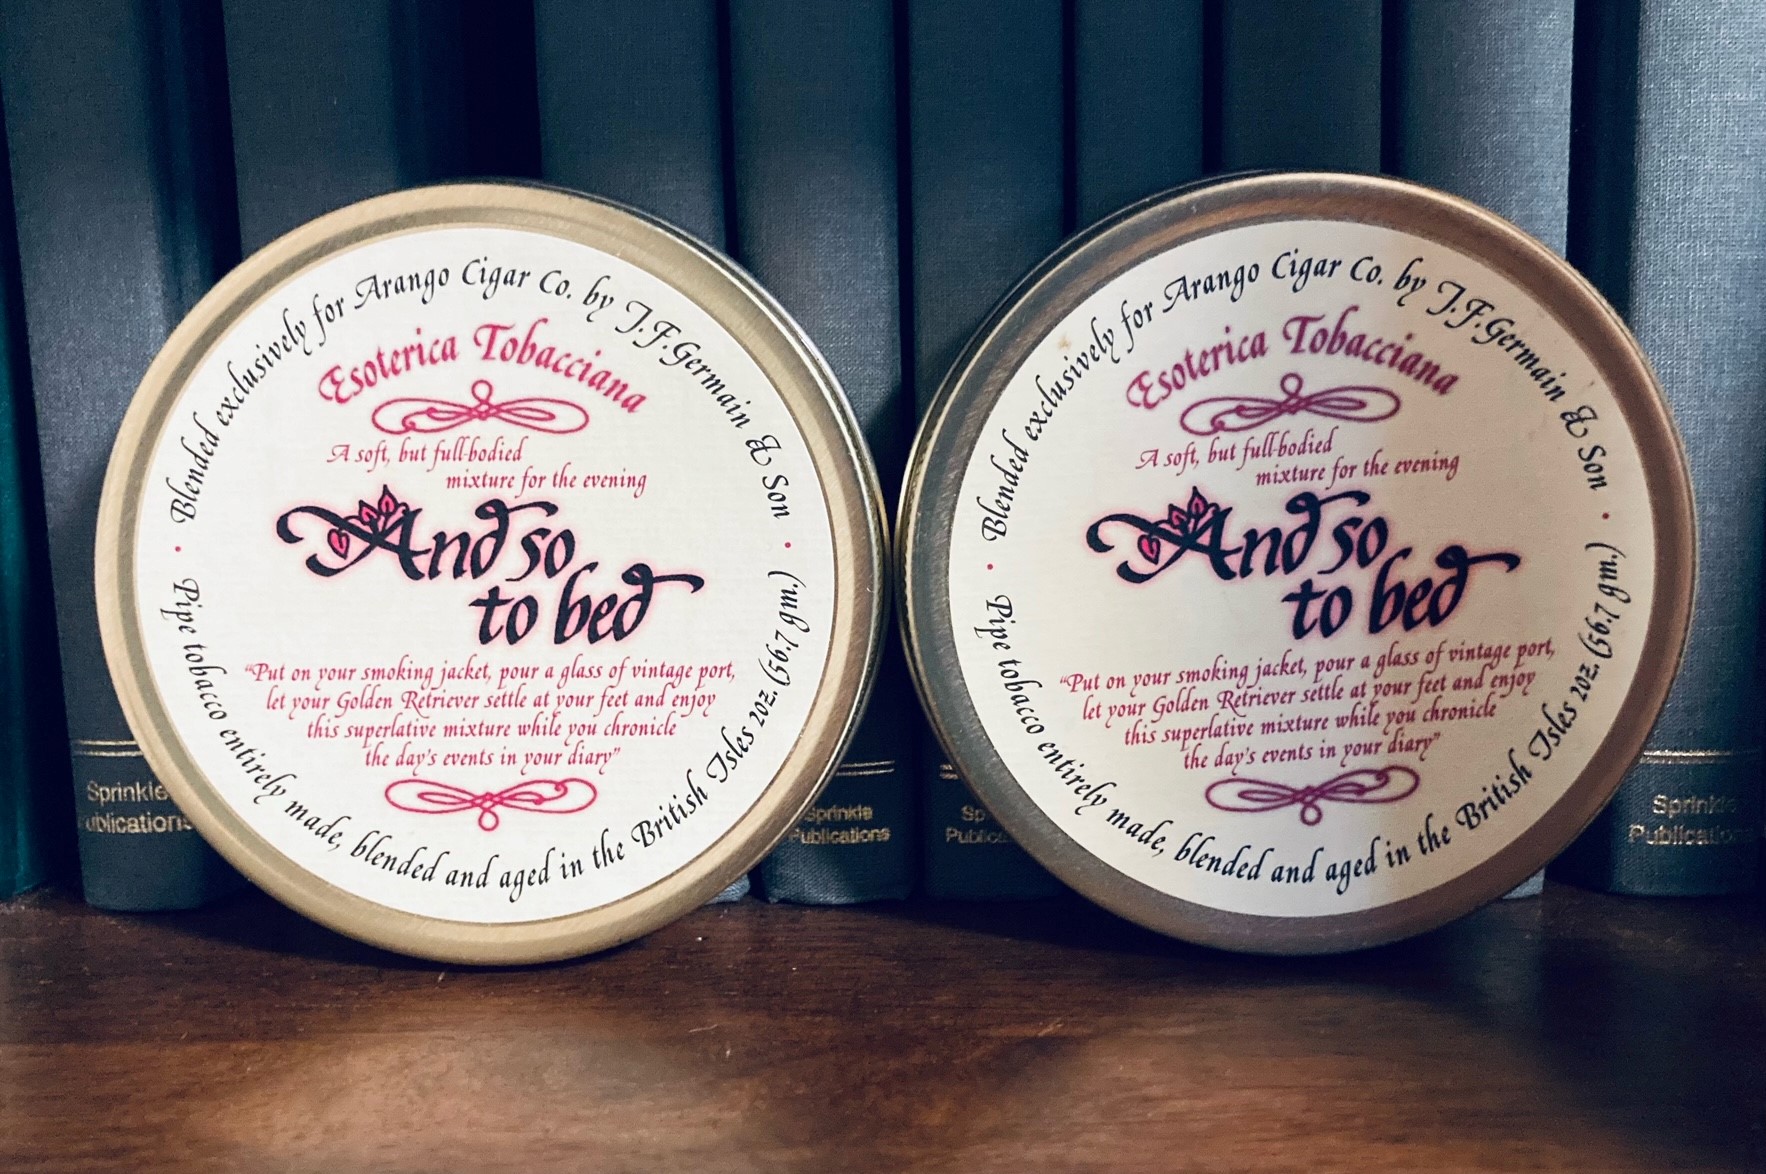 Blended exclusively for Arango Cigar Co. by J.F. Germain & Son
Esoterica Tobacciana
A soft, but full-bodied
mixture for the evening
And so
to bed
“Put on your smoking jacket, pour a glass of vintage port,
let your Golden Retriever settle at your feet and enjoy
this superlative mixture while you chronicle
the day's events in your diary”
Pipe tobacco entirely made, blended and aged in the British Isles 2oz. (56.7 gm.)
Blended exclusively for Arango Cigar Co. by J.F. Germain & Son
Esoterica Tobacciana
A soft, but full-bodied
mixture for the evening
And so
to bed
“Put on your smoking jacket, pour a glass of vintage port,
let your Golden Retriever settle at your feet and enjoy
this superlative mixture while you chronicle
the day's events in your diary”
Pipe tobacco entirely made, blended and aged in the British Isles 2oz. (56.7 gm.)
Sprinkle
Publications
Sprinkle
Publications
Sprinkle
Publications